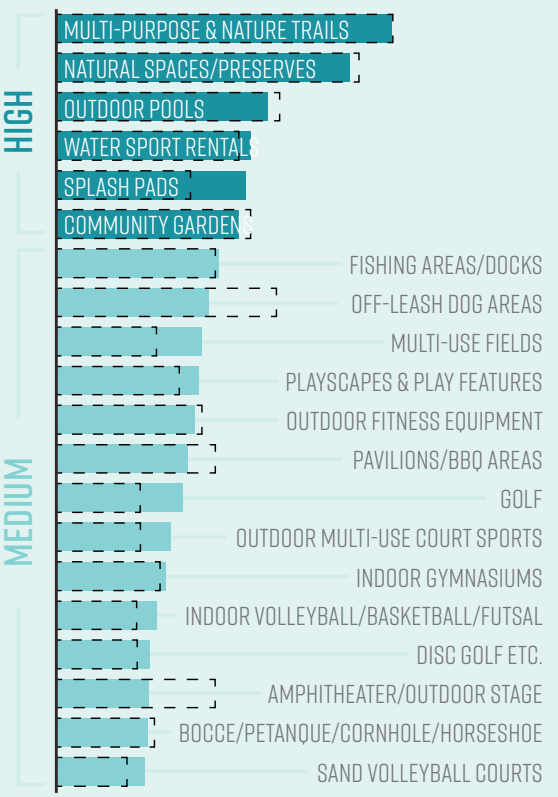 HIGH
MULTI-PURPOSE & NATURE TRAILS
NATURAL SPACES/PRESERVES
OUTDOOR POOLS
WATER SPORT RENTALS
SPLASH PADS
COMMUNITY GARDENS
MEDIUM
FISHING AREAS/DOCKS
OFF-LEASH DOG AREAS
MULTI-USE FIELDS
PLAYSCAPES & PLAY FEATURES
OUTDOOR FITNESS EQUIPMENT
PAVILIONS/BBQ AREAS
GOLF
OUTDOOR MULTI-USE COURT SPORTS
INDOOR GYMNASIUMS
INDOOR VOLLEYBALL/BASKETBALL/FUTSAL
DISC GOLF ETC.
AMPHITHEATER/OUTDOOR STAGE
BOCCE/PETANQUE/CORNHOLE/HORSESHOE
SAND VOLLEYBALL COURTS